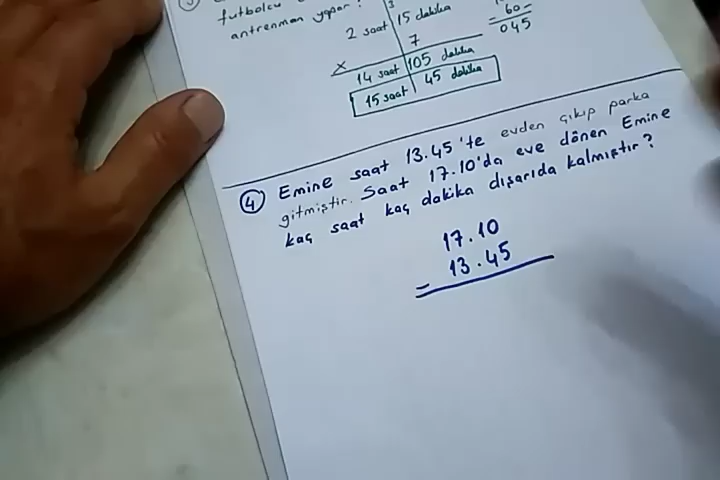 futbolcu
antrenman yapar?
2 saat 15 dakika
7
x
14 saat 105 dakika
15 saat 45 dakika
3
60
-
045
4 Emine saat 13.45'te evden çıkıp parka
gitmiştir. Saat 17.10'da eve dönen Emine
kaç saat kaç dakika dışarıda kalmıştır?
17.10
13.45
-